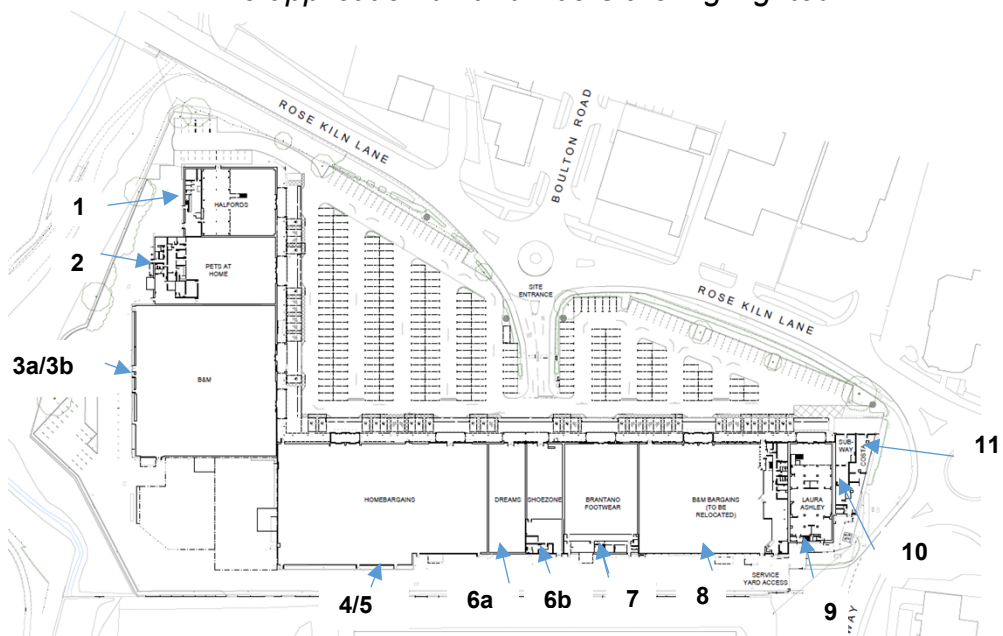 ROSE KILN LANE
BOULTON ROAD
1
HALFORDS
2
PETS AT
HOME
SITE
ENTRANCE
ROSE KILN LANE
3a/3b
B&M
11
SUB-
WAY
COSTA
HOMEBARGAINS
DREAMS
SHOEZONE
BRANTANO
FOOTWEAR
B&M BARGAINS
(TO BE
RELOCATED)
LAURA
ASHLEY
10
SERVICE
YARD ACCESS
4/5
6a
6b
7
8
9
WAY